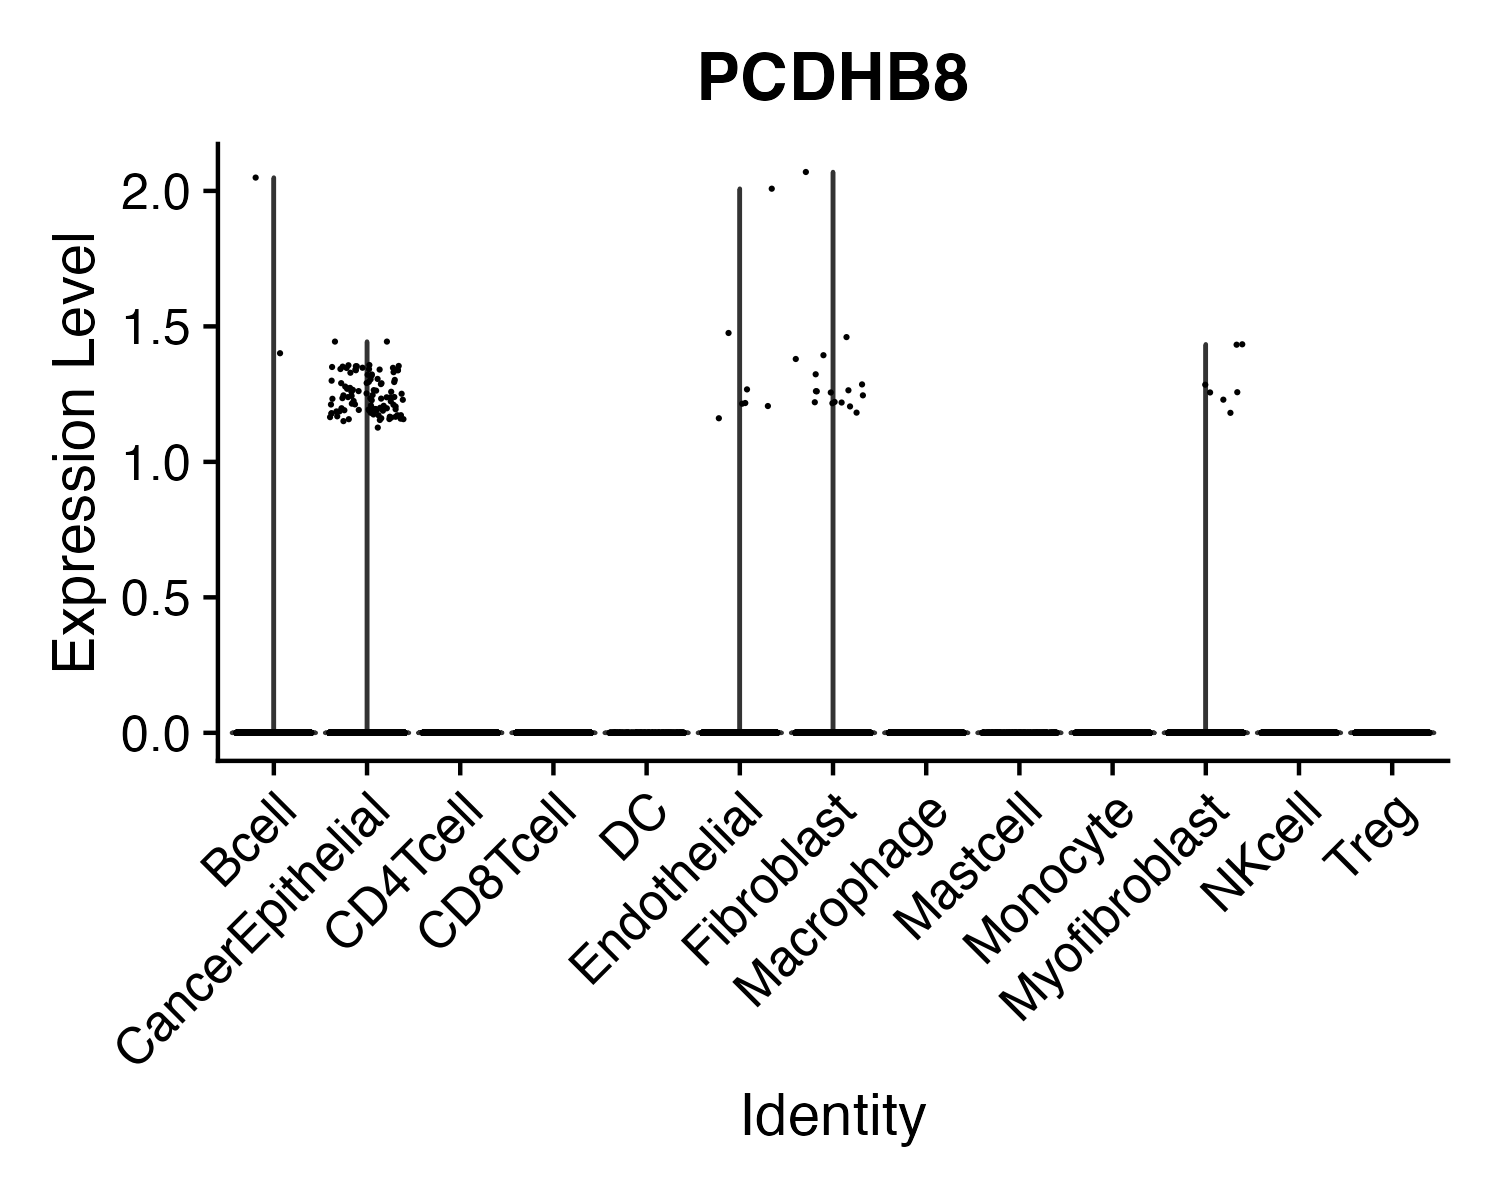 PCDHB8
Expression Level
2.0
1.5
1.0
0.5
0.0
Bcell
CancerEpithelial
CD4Tcell
CD8Tcell
DC
Endothelial
Fibroblast
Macrophage
Mastcell
Monocyte
Myofibroblast
NKcell
Treg
Identity